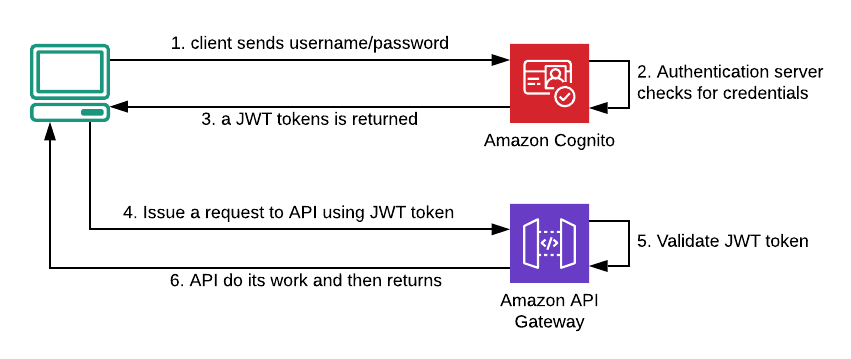 1. client sends username/password
2. Authentication server
checks for credentials
3. a JWT tokens is returned
Amazon Cognito
4. Issue a request to API using JWT token
</>
5. Validate JWT token
6. API do its work and then returns
Amazon API
Gateway